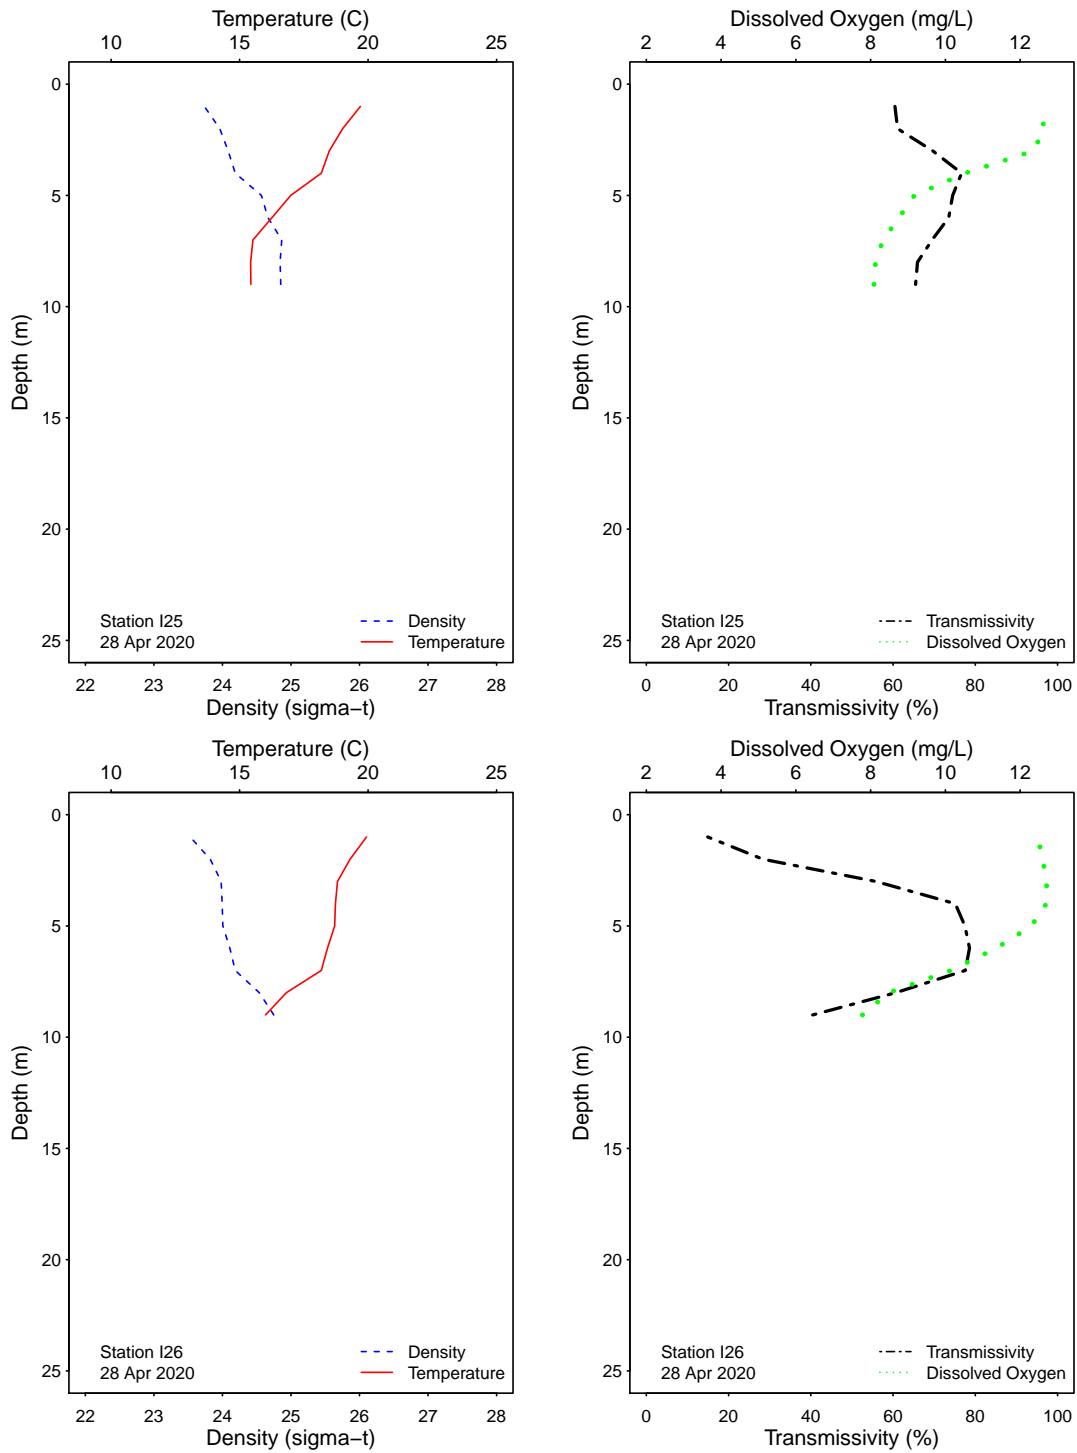 Temperature (C)
10 15 20 25
0
5
10
15
20
25
Depth (m)
Station I25
28 Apr 2020
Density
Temperature
22 23 24 25 26 27 28
Density (sigma−t)
Dissolved Oxygen (mg/L)
2 4 6 8 10 12
0
5
10
15
20
25
Depth (m)
Station I25
28 Apr 2020
Transmissivity
Dissolved Oxygen
0 20 40 60 80 100
Transmissivity (%)
Temperature (C)
10 15 20 25
0
5
10
15
20
25
Depth (m)
Station I26
28 Apr 2020
Density
Temperature
22 23 24 25 26 27 28
Density (sigma−t)
Dissolved Oxygen (mg/L)
2 4 6 8 10 12
0
5
10
15
20
25
Depth (m)
Station I26
28 Apr 2020
Transmissivity
Dissolved Oxygen
0 20 40 60 80 100
Transmissivity (%)